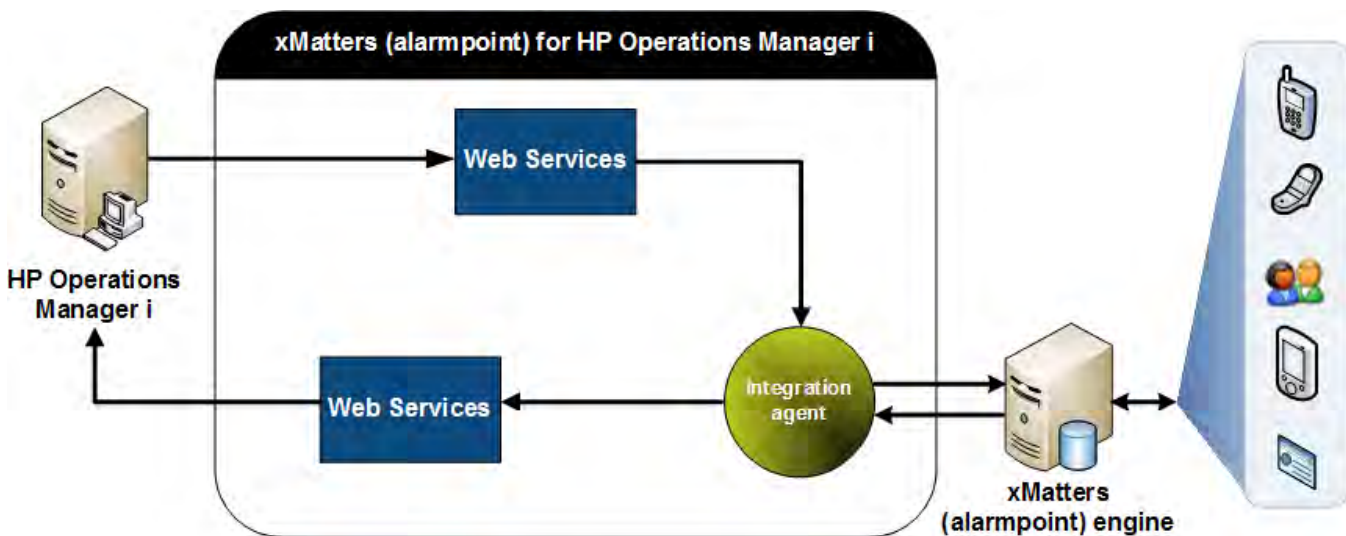 xMatters (alarmpoint) for HP Operations Manager i
Web Services
HP Operations
Manager i
Web Services
Integration
agent
xMatters
(alarmpoint) engine